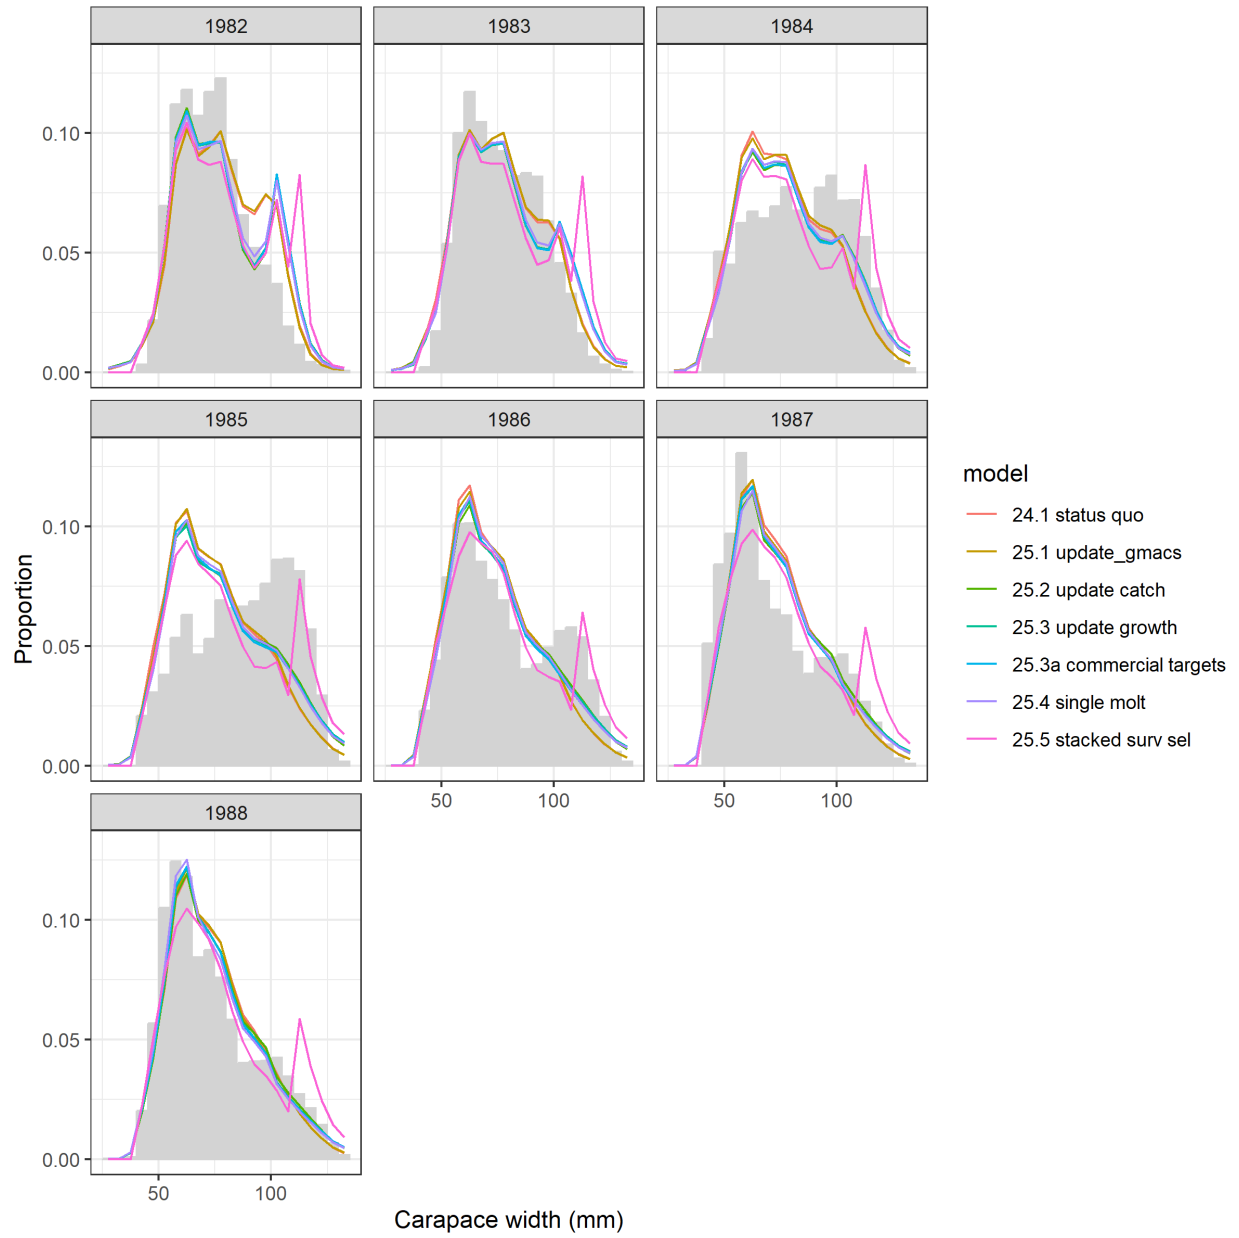 1982
1983
1984
0.10
0.05
0.00
1985
1986
1987
0.10
0.05
0.00
50
100
50
100
1988
0.10
0.05
0.00
50
100
Proportion
Carapace width (mm)
model
24.1 status quo
25.1 update_gmacs
25.2 update catch
25.3 update growth
25.3a commercial targets
25.4 single molt
25.5 stacked surv sel